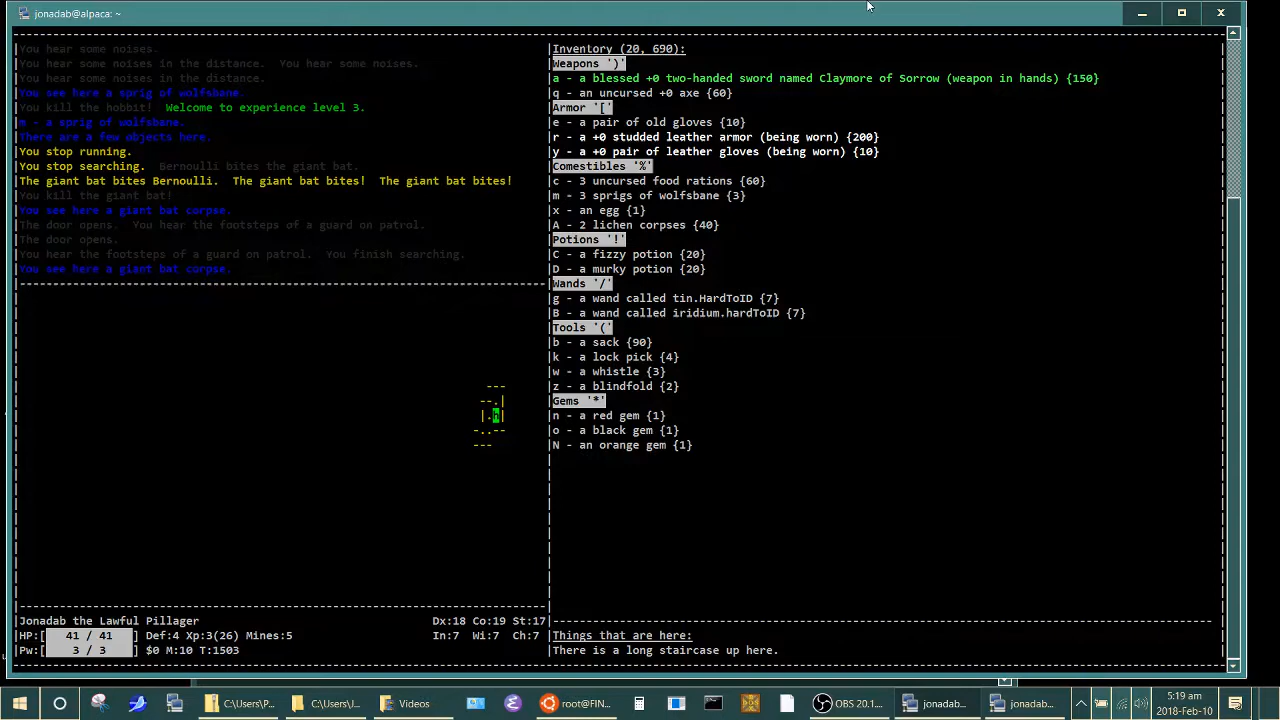 jonadab@alpaca: ~
You hear some noises.
You hear some noises in the distance.  You hear some noises.
You hear some noises in the distance.
You see here a sprig of wolfsbane.
You kill the hobbit!  Welcome to experience level 3.
m - a sprig of wolfsbane.
There are a few objects here.
You stop running.
You stop searching.  Bernoulli bites the giant bat.
The giant bat bites Bernoulli.  The giant bat bites!  The giant bat bites!
You kill the giant bat!
You see here a giant bat corpse.
The door opens.  You hear the footsteps of a guard on patrol.
The door opens.
You hear the footsteps of a guard on patrol.  You finish searching.
You see here a giant bat corpse.
---
--.|
|.h|
-..--
---
Jonadab the Lawful Pillager Dx:18 Co:19 St:17
HP:[ 41 / 41 ] Def:4 Xp:3(26) Mines:5 In:7 Wi:7 Ch:7
Pw:[ 3 / 3 ] $0 M:10 T:1503
Inventory (20, 690):
Weapons ')'
a - a blessed +0 two-handed sword named Claymore of Sorrow (weapon in hands) {150}
q - an uncursed +0 axe {60}
Armor '['
e - a pair of old gloves {10}
r - a +0 studded leather armor (being worn) {200}
y - a +0 pair of leather gloves (being worn) {10}
Comestibles '%'
c - 3 uncursed food rations {60}
m - 3 sprigs of wolfsbane {3}
x - an egg {1}
A - 2 lichen corpses {40}
Potions '!'
C - a fizzy potion {20}
D - a murky potion {20}
Wands '/'
g - a wand called tin.HardToID {7}
B - a wand called iridium.hardToID {7}
Tools '('
b - a sack {90}
k - a lock pick {4}
w - a whistle {3}
z - a blindfold {2}
Gems '*'
n - a red gem {1}
o - a black gem {1}
N - an orange gem {1}
Things that are here:
There is a long staircase up here.
C:\Users\P...
C:\Users\J...
Videos
root@FIN...
OBS 20.1....
jonadab...
jonadab...
5:19 am
2018-Feb-10